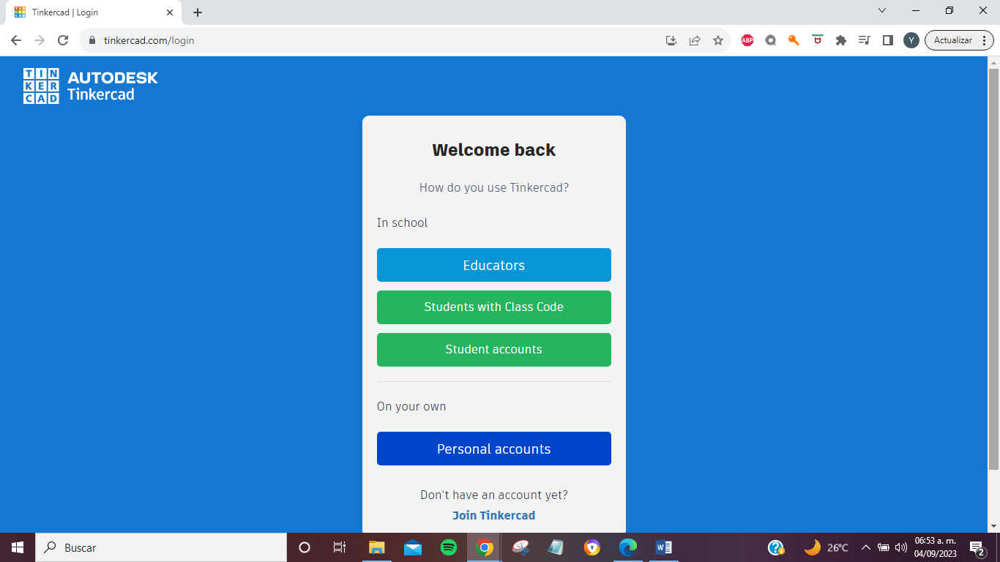 Tinkercad | Login
tinkercad.com/login
ABP
Y
Actualizar
TIN
KER
CAD
AUTODESK
Tinkercad
Welcome back
How do you use Tinkercad?
In school
Educators
Students with Class Code
Student accounts
On your own
Personal accounts
Don't have an account yet?
Join Tinkercad
Buscar
26°C
06:53 a. m.
04/09/2023
2